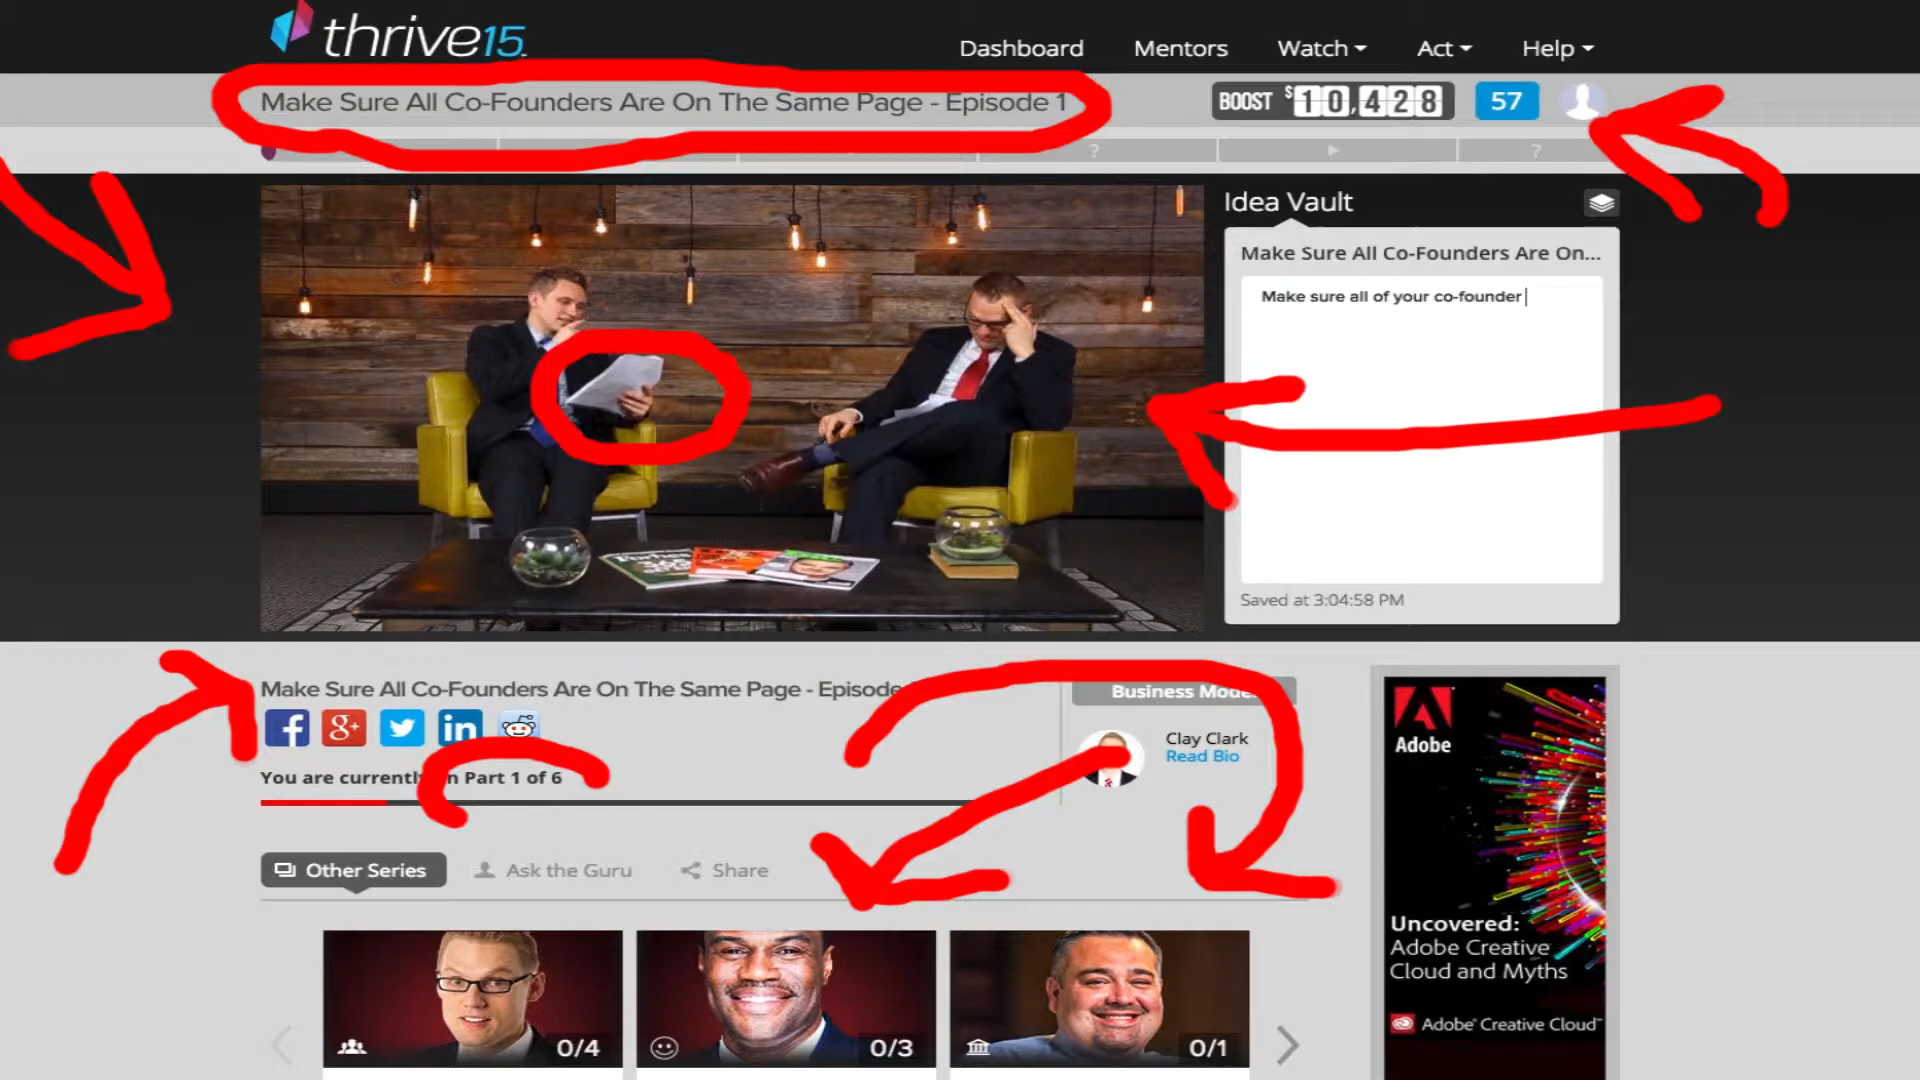 thrive15
Dashboard Mentors Watch Act Help
Make Sure All Co-Founders Are On The Same Page - Episode 1
BOOST $10,428 57
? ?
Idea Vault
Make Sure All Co-Founders Are On...
Make sure all of your co-founder
Saved at 3:04:58 PM
Forbes
Make Sure All Co-Founders Are On The Same Page - Episode
Business
Clay Clark
Read Bio
You are currently Part 1 of 6
Other Series Ask the Guru Share
0/4 0/3 0/1
Adobe
Uncovered:
Adobe Creative
Cloud and Myths
Adobe Creative Cloud